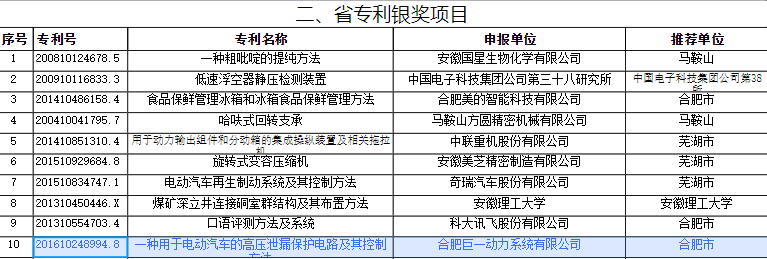 二、省专利银奖项目
序号 专利号 专利名称 申报单位 推荐单位
1 200810124678.5 一种粗吡啶的提纯方法 安徽国星生物化学有限公司 马鞍山
2 200910116833.3 低速浮空器静压检测装置 中国电子科技集团公司第三十八研究所 中国电子科技集团公司第38所
3 201410486158.4 食品保鲜管理冰箱和冰箱食品保鲜管理方法 合肥美的智能科技有限公司 合肥市
4 200410041795.7 哈呋式回转支承 马鞍山方圆精密机械有限公司 马鞍山
5 201410851310.4 用于动力输出组件和分动箱的集成操纵装置及相关拖拉机 中联重机股份有限公司 芜湖市
6 201510929684.8 旋转式变容压缩机 安徽美芝精密制造有限公司 芜湖市
7 201510834747.1 电动汽车再生制动系统及其控制方法 奇瑞汽车股份有限公司 芜湖市
8 201310450446.X 煤矿深立井连接硐室群结构及其布置方法 安徽理工大学 安徽理工大学
9 201310554703.4 口语评测方法及系统 科大讯飞股份有限公司 合肥市
10 201610248994.8 一种用于电动汽车的高压泄漏保护电路及其控制方法 合肥巨一动力系统有限公司 合肥市